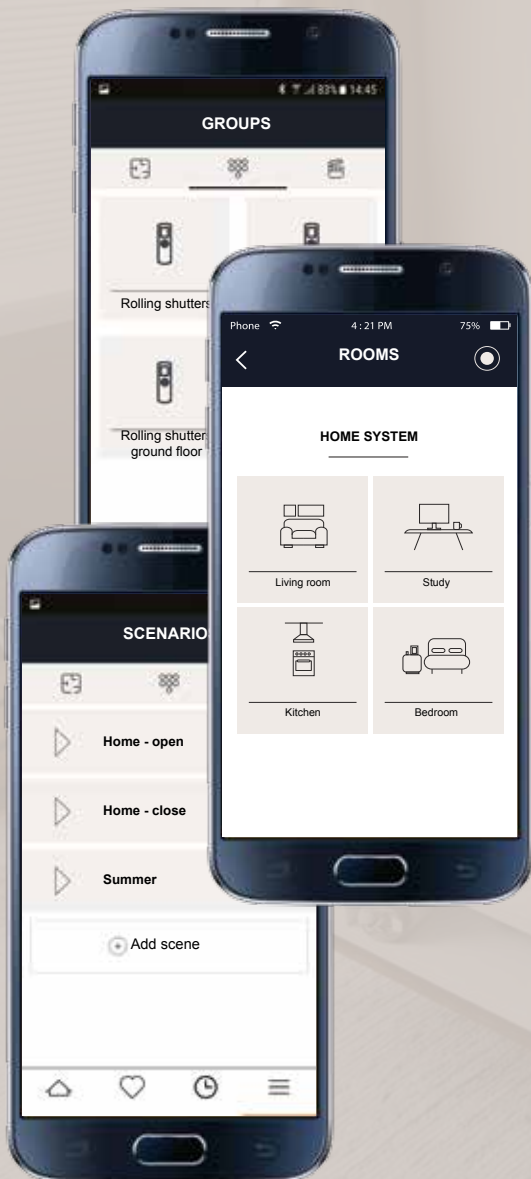 83% 14:45
GROUPS
Rolling shutters
Rolling shutter
ground floor
Phone 4:21 PM 75%
ROOMS
HOME SYSTEM
Living room Study
Kitchen Bedroom
SCENARIO
Home - open
Home - close
Summer
Add scene